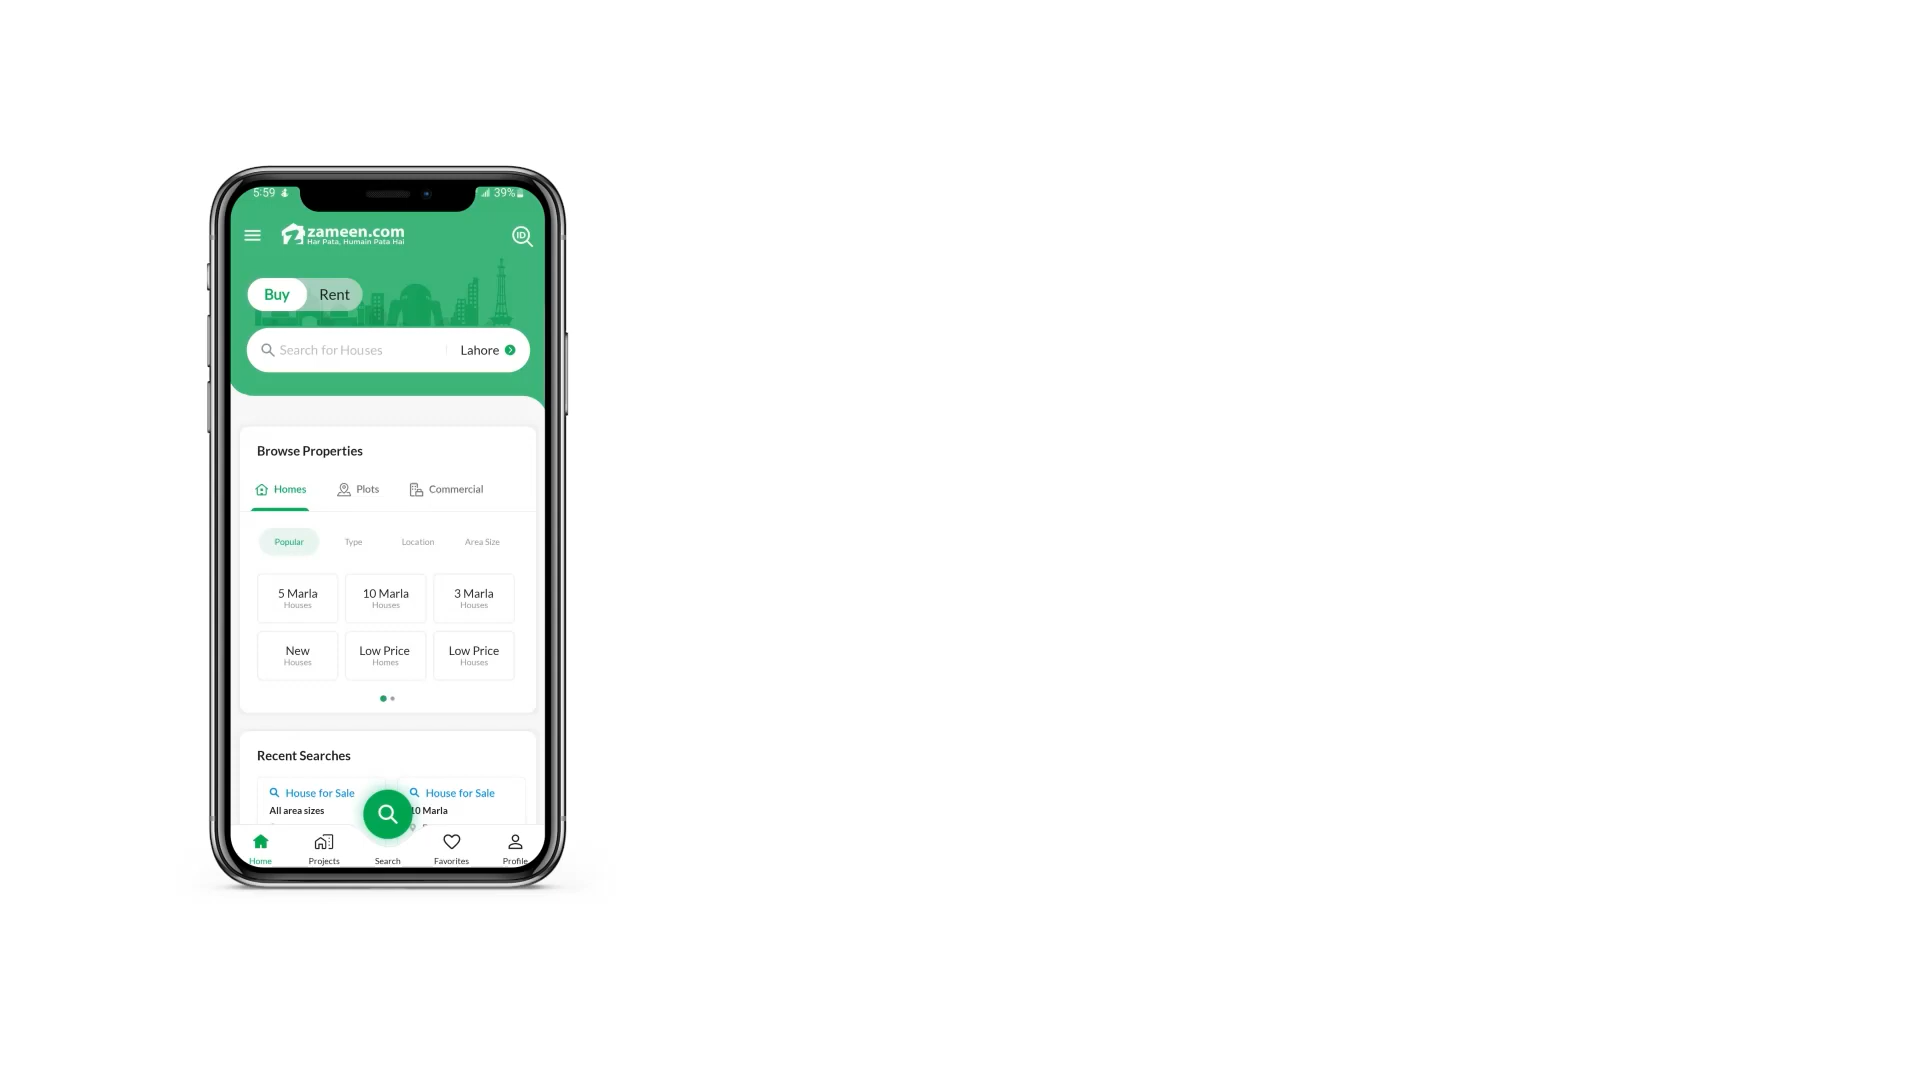 5:59
39%
zameen.com
Har Pata, Humain Pata Hai
ID
Buy Rent
Search for Houses Lahore
Browse Properties
Homes Plots Commercial
Popular Type Location Area Size
5 Marla 10 Marla 3 Marla
Houses Houses Houses
New Low Price Low Price
Houses Homes Houses
Recent Searches
House for Sale House for Sale
All area sizes 10 Marla
Home Projects Search Favorites Profile